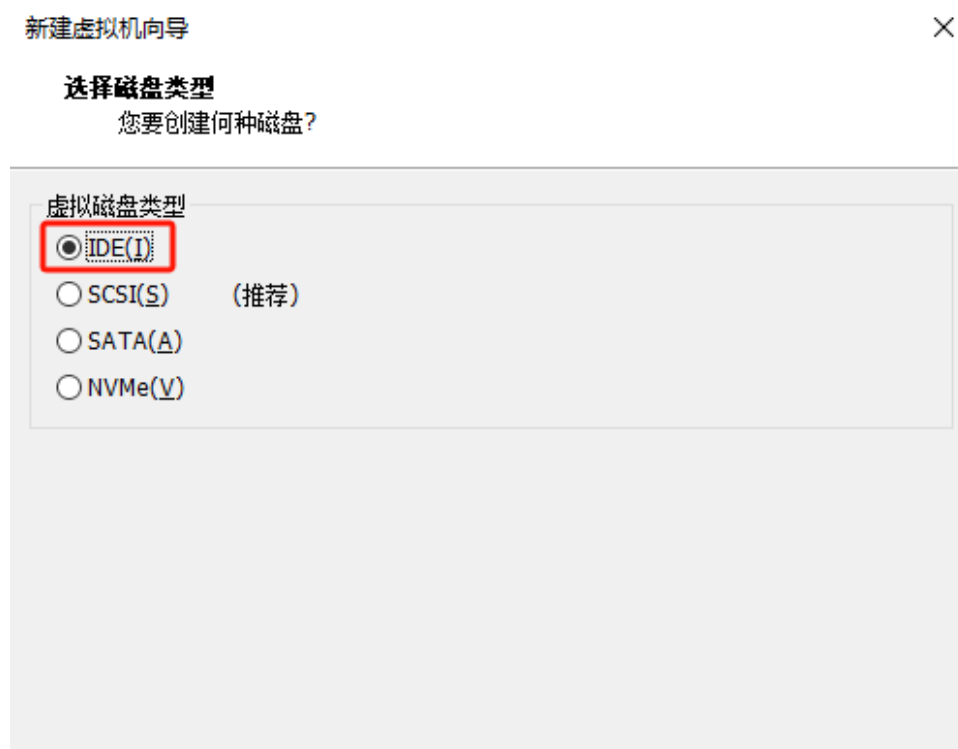 新建虚拟机向导
选择磁盘类型
您要创建何种磁盘?
虚拟磁盘类型
IDE(I)
SCSI(S) (推荐)
SATA(A)
NVMe(V)